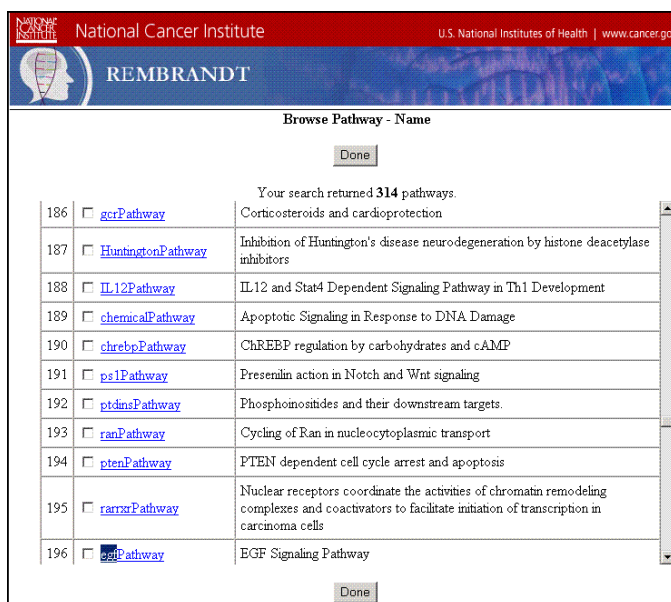 NATIONAL
CANCER
INSTITUTE
National Cancer Institute
U.S. National Institutes of Health | www.cancer.go
REMBRANDT
Browse Pathway - Name
Done
Your search returned 314 pathways.
186 gcrPathway Corticosteroids and cardioprotection
187 HuntingtonPathway Inhibition of Huntington's disease neurodegeneration by histone deacetylase
inhibitors
188 IL12Pathway IL12 and Stat4 Dependent Signaling Pathway in Th1 Development
189 chemicalPathway Apoptotic Signaling in Response to DNA Damage
190 chrebpPathway ChREBP regulation by carbohydrates and cAMP
191 ps1Pathway Presenilin action in Notch and Wnt signaling
192 ptdinsPathway Phosphoinositides and their downstream targets.
193 ranPathway Cycling of Ran in nucleocytoplasmic transport
194 ptenPathway PTEN dependent cell cycle arrest and apoptosis
195 rarrxrPathway Nuclear receptors coordinate the activities of chromatin remodeling
complexes and coactivators to facilitate initiation of transcription in
carcinoma cells
196 egfPathway EGF Signaling Pathway
Done